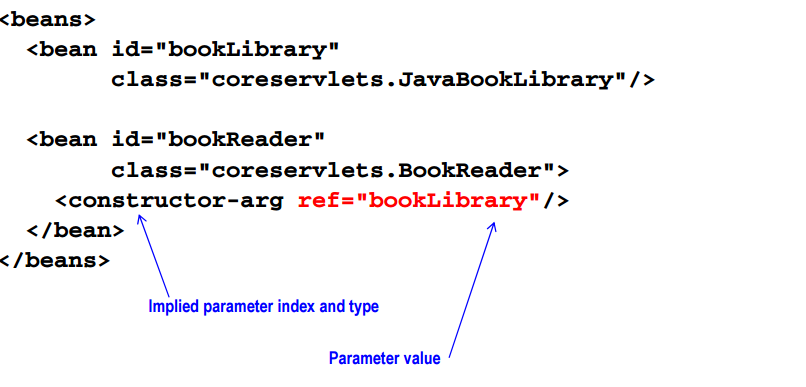 <beans>
<bean id="bookLibrary"
class="coreservlets.JavaBookLibrary"/>
<bean id="bookReader"
class="coreservlets.BookReader">
<constructor-arg ref="bookLibrary"/>
</bean>
</beans>
Implied parameter index and type
Parameter value